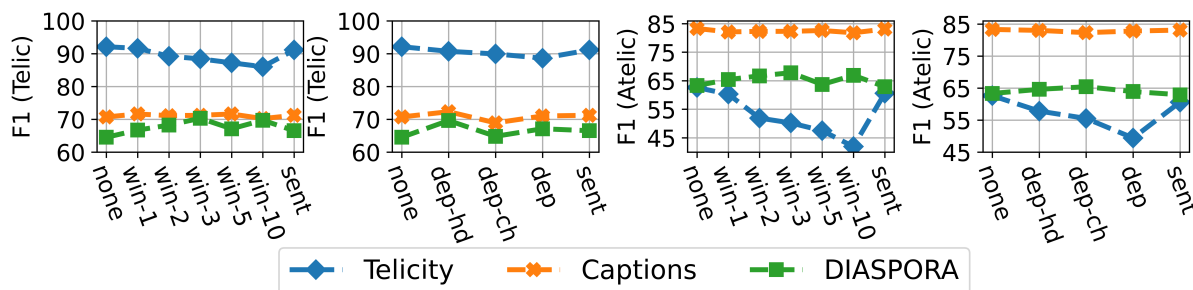 F1 (Telic)
100
90
80
70
60
none
win-1
win-2
win-3
win-5
win-10
sent
F1 (Telic)
100
90
80
70
60
none
dep-hd
dep-ch
dep
sent
F1 (Atelic)
85
75
65
55
45
none
win-1
win-2
win-3
win-5
win-10
sent
F1 (Atelic)
85
75
65
55
45
none
dep-hd
dep-ch
dep
sent
Telicity Captions DIASPORA